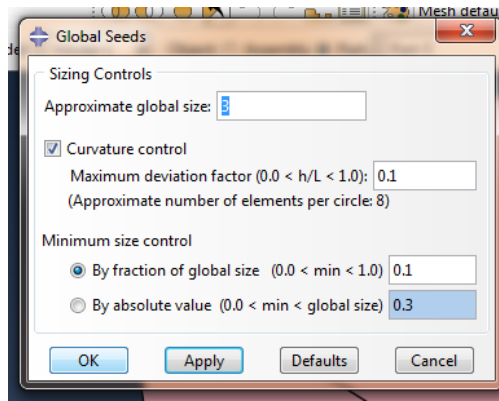 Mesh defau
Global Seeds
Sizing Controls
Approximate global size: 3
Curvature control
Maximum deviation factor (0.0 < h/L < 1.0): 0.1
(Approximate number of elements per circle: 8)
Minimum size control
By fraction of global size (0.0 < min < 1.0) 0.1
By absolute value (0.0 < min < global size) 0.3
OK Apply Defaults Cancel